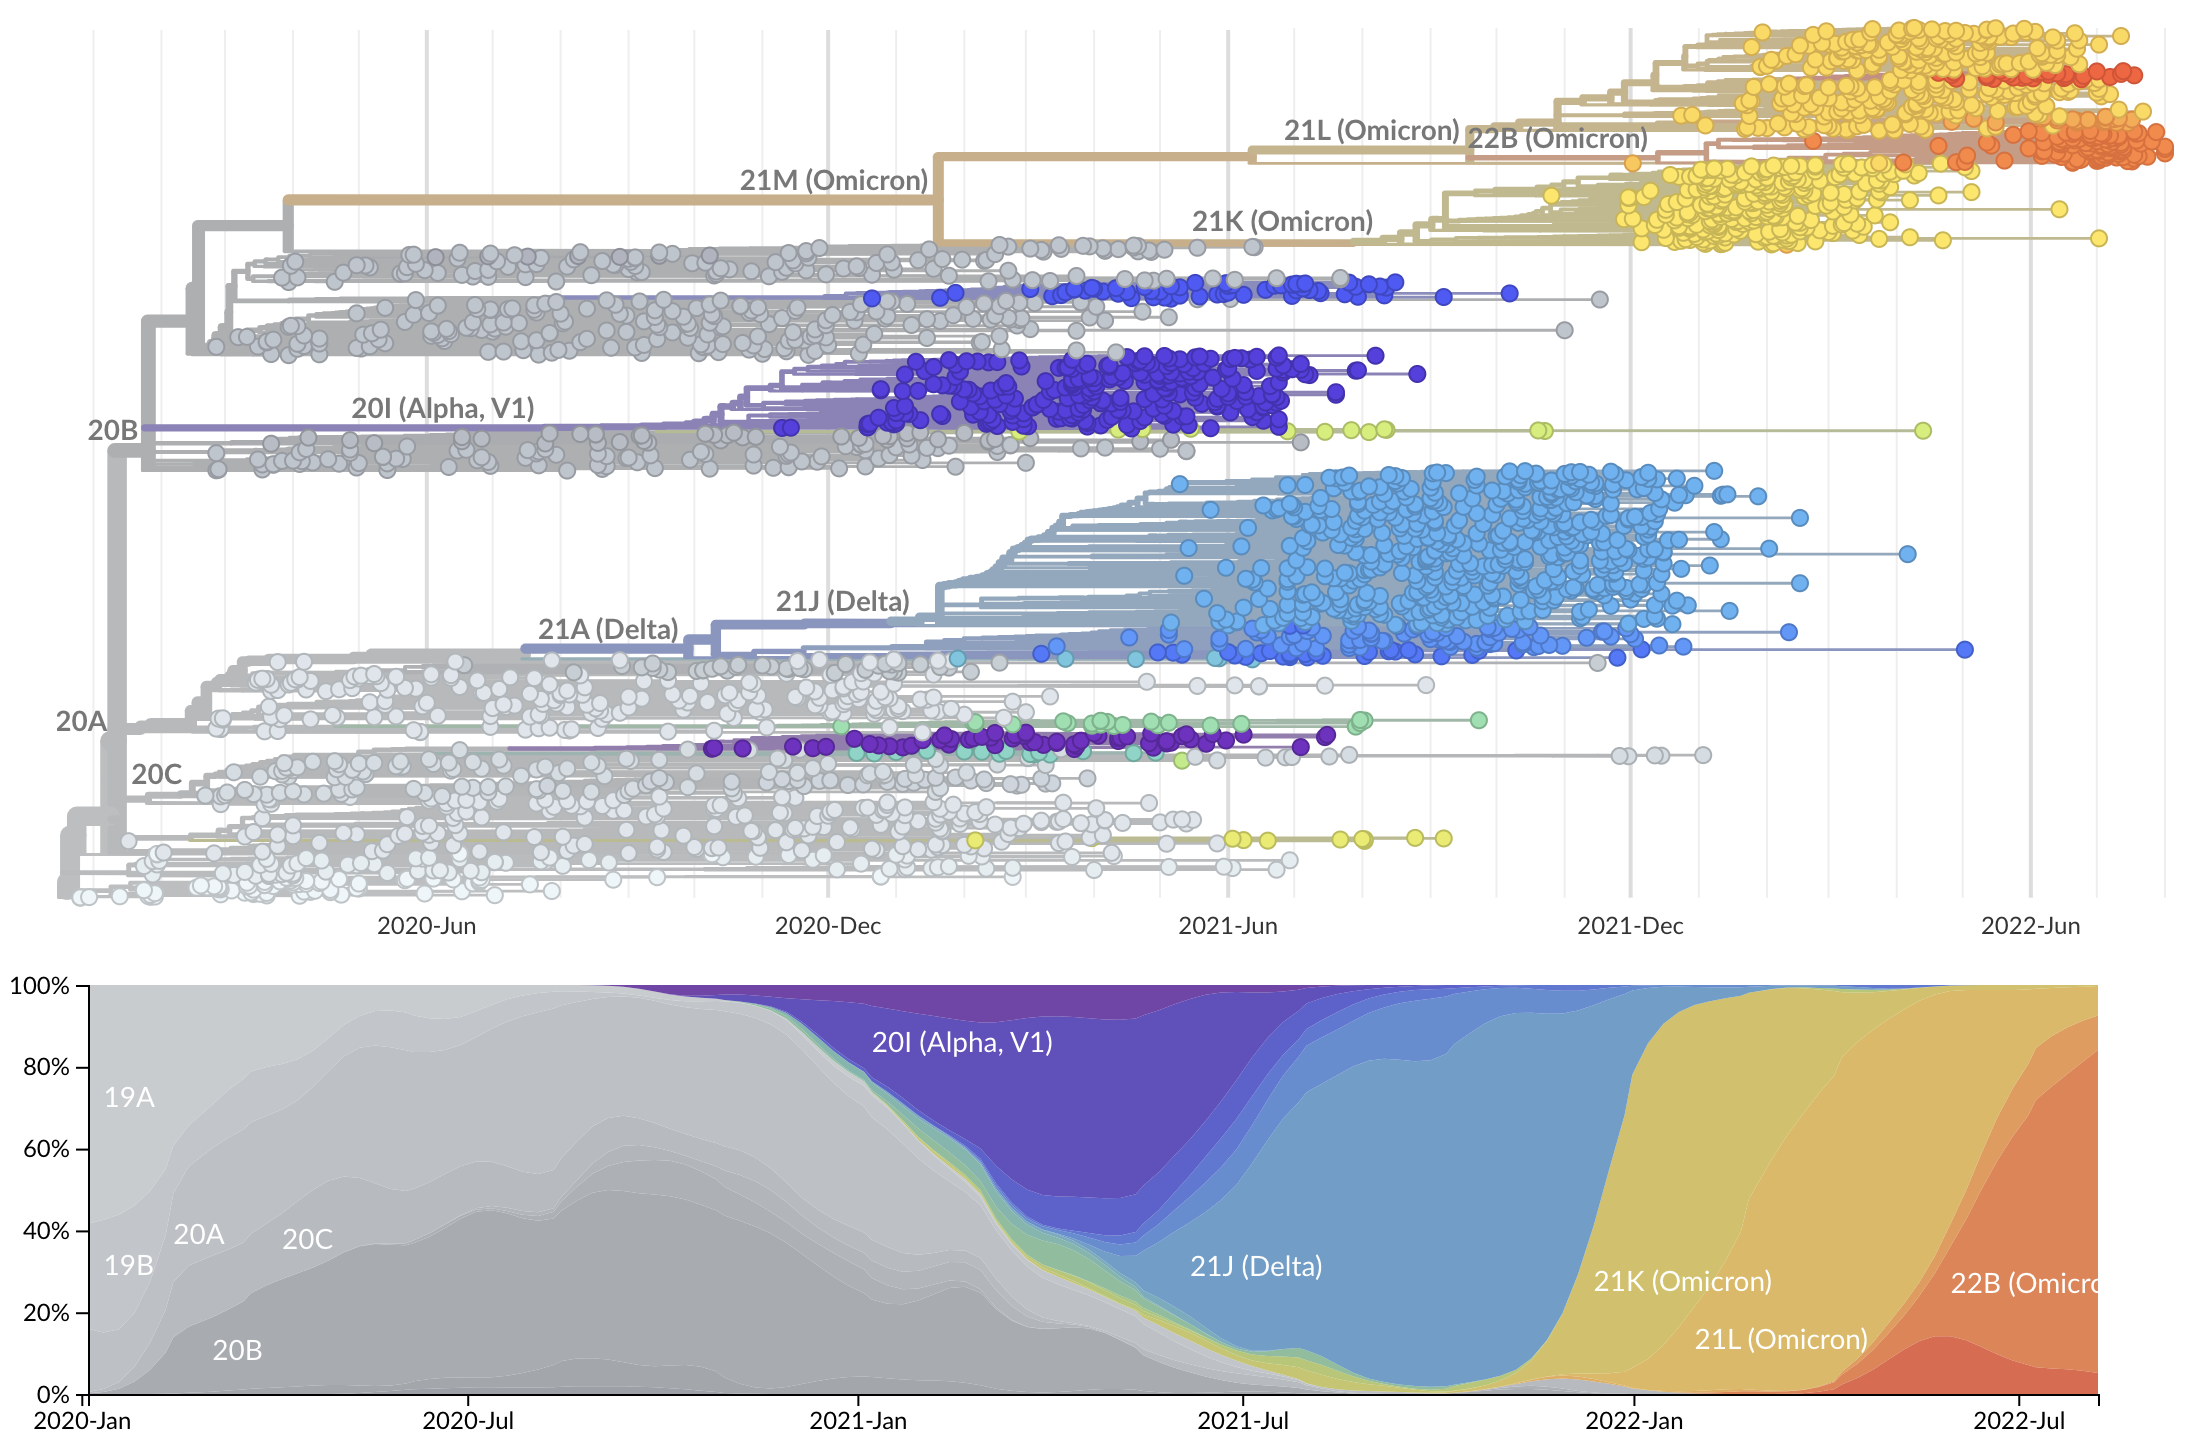 21L (Omicron)
22B (Omicron)
21M (Omicron)
21K (Omicron)
20I (Alpha, V1)
20B
21J (Delta)
21A (Delta)
20A
20C
2020-Jun
2020-Dec
2021-Jun
2021-Dec
2022-Jun
100%
80%
60%
40%
20%
0%
20I (Alpha, V1)
19A
20A
20C
19B
21J (Delta)
21K (Omicron)
22B (Omicro
21L (Omicron)
20B
2020-Jan
2020-Jul
2021-Jan
2021-Jul
2022-Jan
2022-Jul